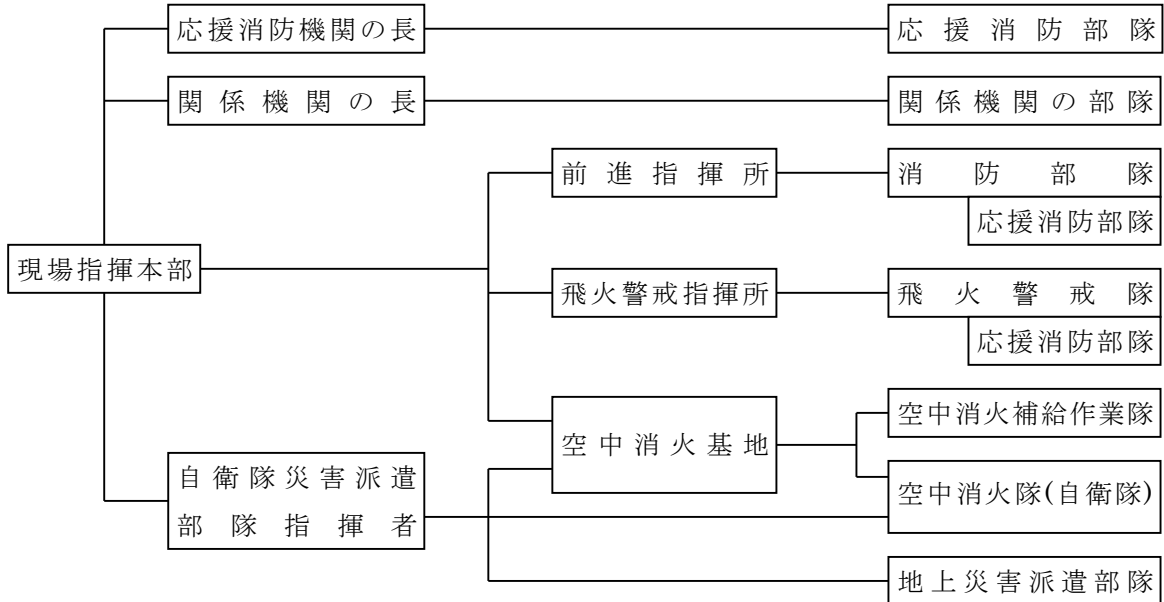 応援消防機関の長
応援消防部隊
関係機関の長
関係機関の部隊
前進指揮所
消防部隊
応援消防部隊
現場指揮本部
飛火警戒指揮所
飛火警戒隊
応援消防部隊
空中消火基地
空中消火補給作業隊
自衛隊災害派遣
部隊指揮者
空中消火隊(自衛隊)
地上災害派遣部隊